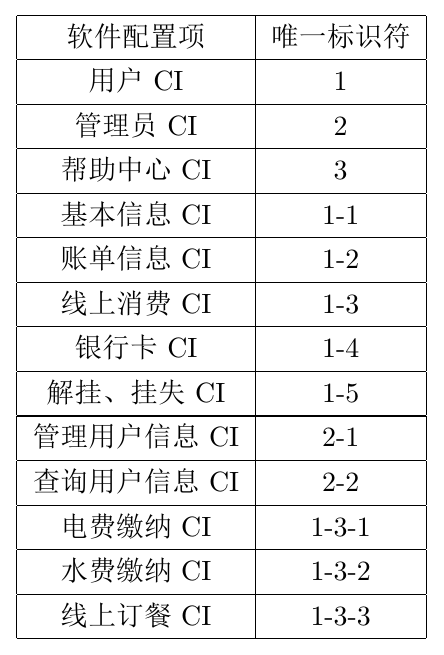 软件配置项 唯一标识符
用户 CI 1
管理员 CI 2
帮助中心 CI 3
基本信息 CI 1-1
账单信息 CI 1-2
线上消费 CI 1-3
银行卡 CI 1-4
解挂、挂失 CI 1-5
管理用户信息 CI 2-1
查询用户信息 CI 2-2
电费缴纳 CI 1-3-1
水费缴纳 CI 1-3-2
线上订餐 CI 1-3-3